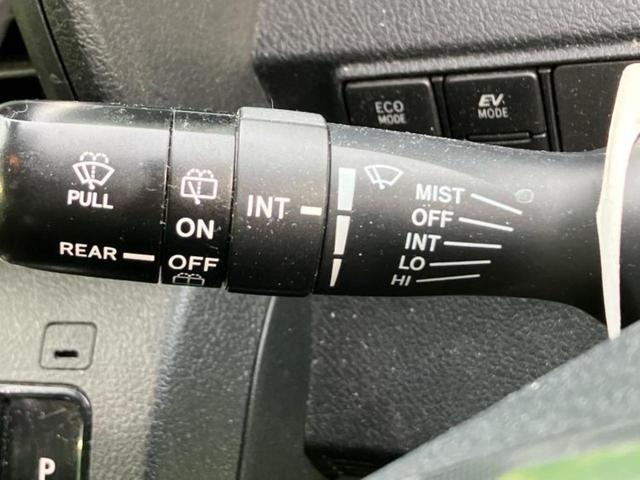 ECO
MODE
EV
MODE
PULL
REAR
ON
OFF
INT
MIST
OFF
INT
LO
HI
P